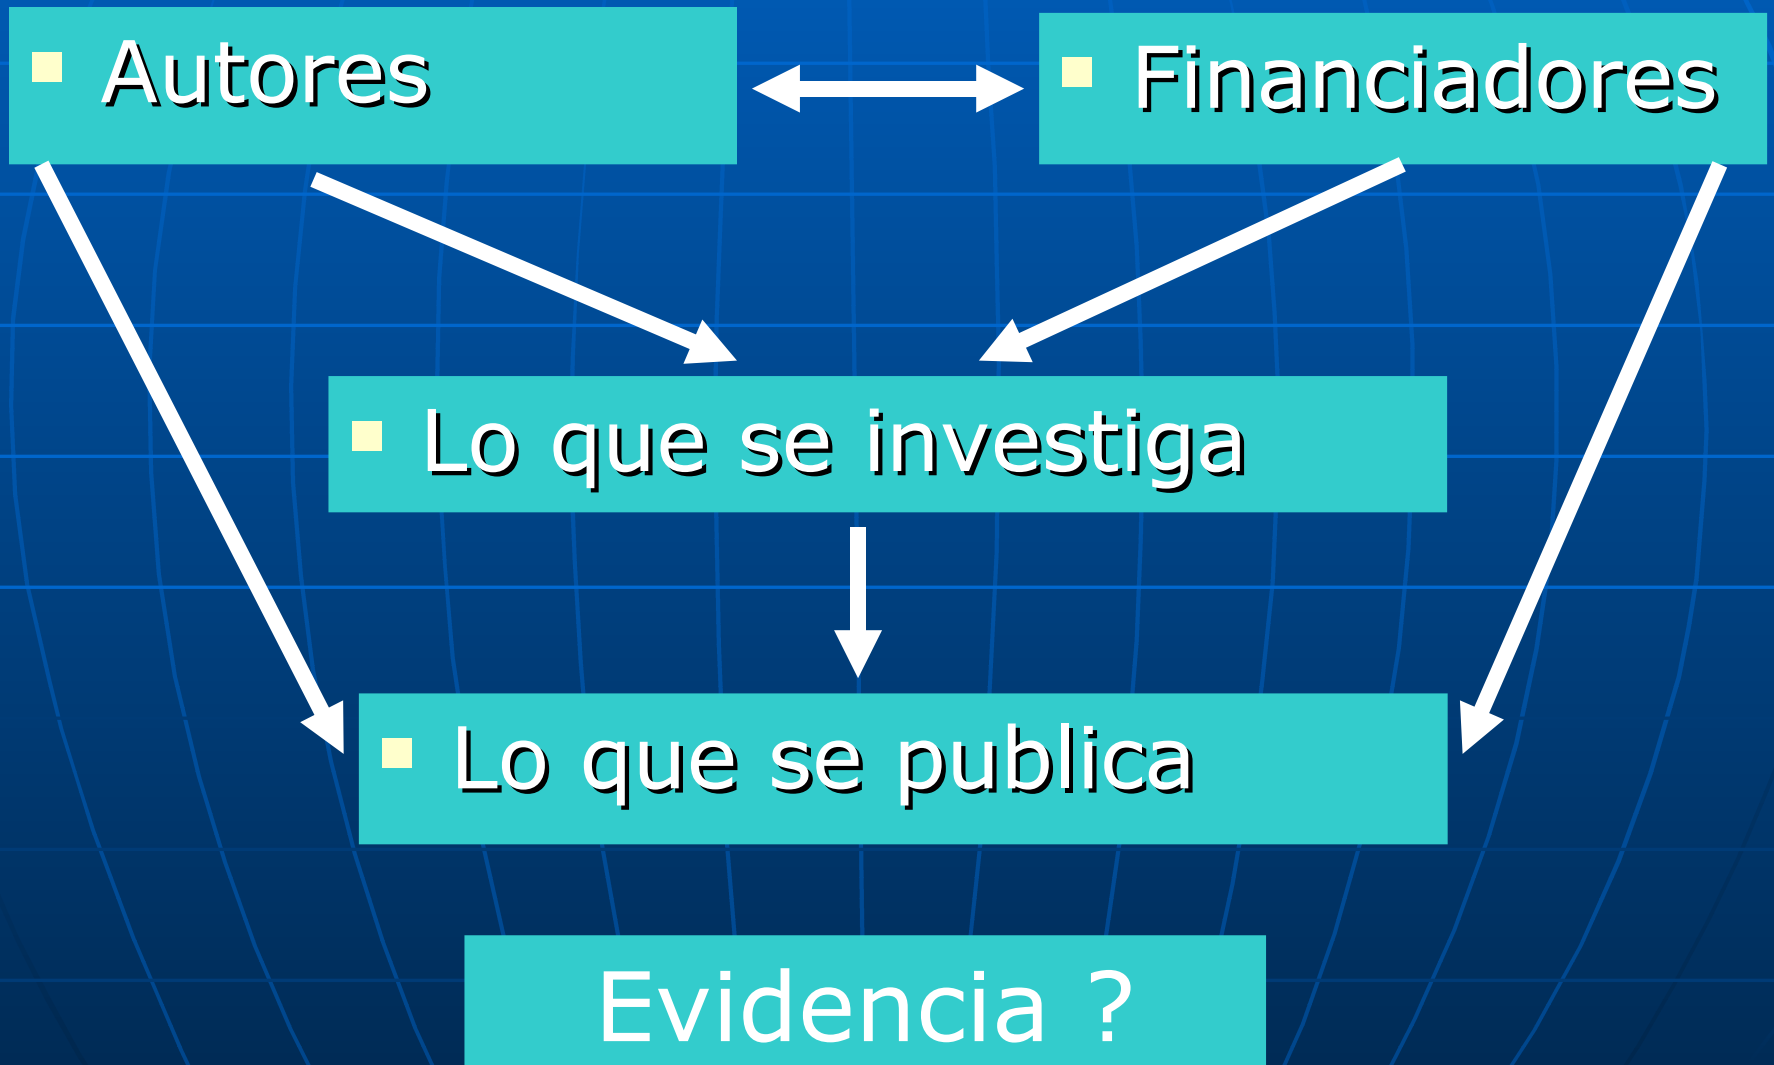 Autores
Financiadores
Lo que se investiga
Lo que se publica
Evidencia ?